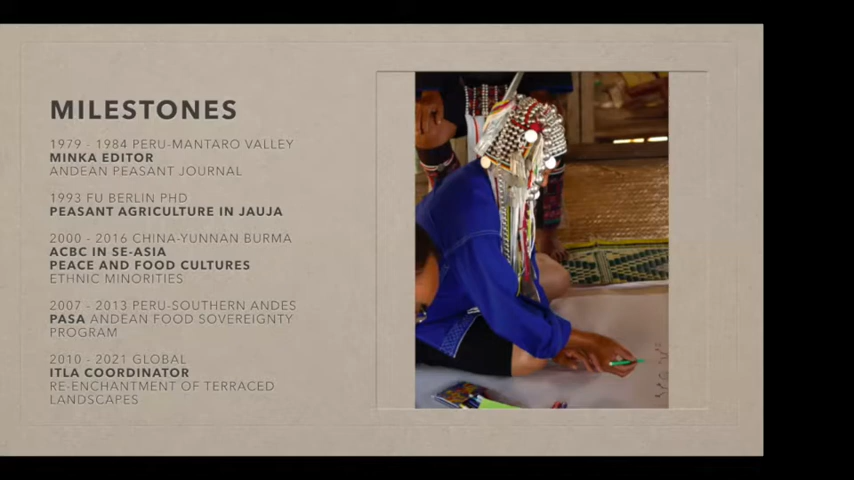 MILESTONES
1979 - 1984 PERU-MANTARO VALLEY
MINKA EDITOR
ANDEAN PEASANT JOURNAL
1993 FU BERLIN PHD
PEASANT AGRICULTURE IN JAUJA
2000 - 2016 CHINA-YUNNAN BURMA
ACBC IN SE-ASIA
PEACE AND FOOD CULTURES
ETHNIC MINORITIES
2007 - 2013 PERU-SOUTHERN ANDES
PASA ANDEAN FOOD SOVEREIGNTY
PROGRAM
2010 - 2021 GLOBAL
ITLA COORDINATOR
RE-ENCHANTMENT OF TERRACED
LANDSCAPES